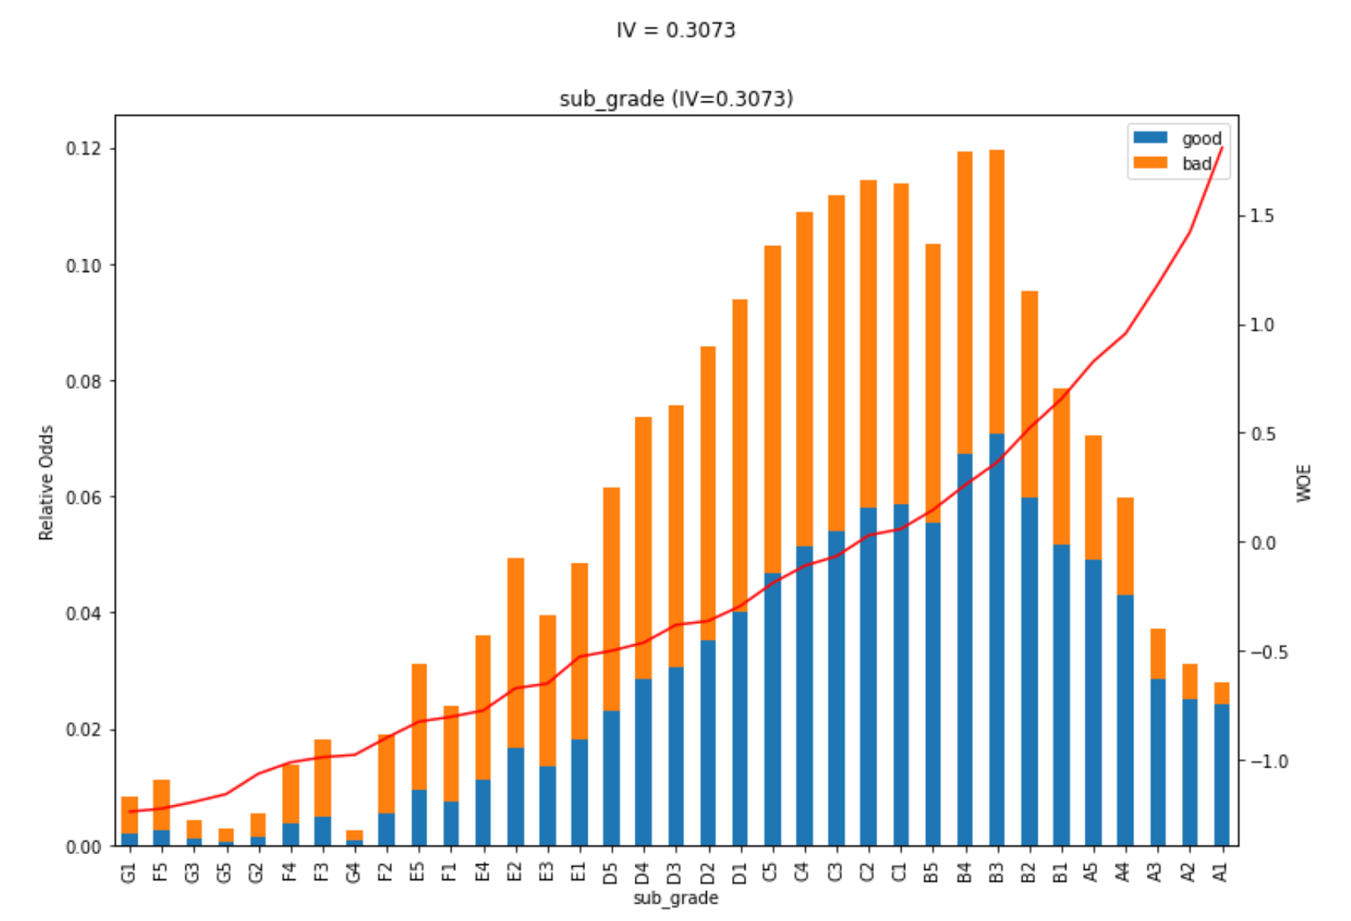 IV = 0.3073
sub_grade (IV=0.3073)
good
bad
0.12
0.10
0.08
0.06
0.04
0.02
0.00
Relative Odds
1.5
1.0
0.5
0.0
−0.5
−1.0
WOE
G1 F5 G3 G5 G2 F4 F3 G4 F2 E5 F1 E4 E2 E3 E1 D5 D4 D3 D2 D1 C5 C4 C3 C2 C1 B5 B4 B3 B2 B1 A5 A4 A3 A2 A1
sub_grade